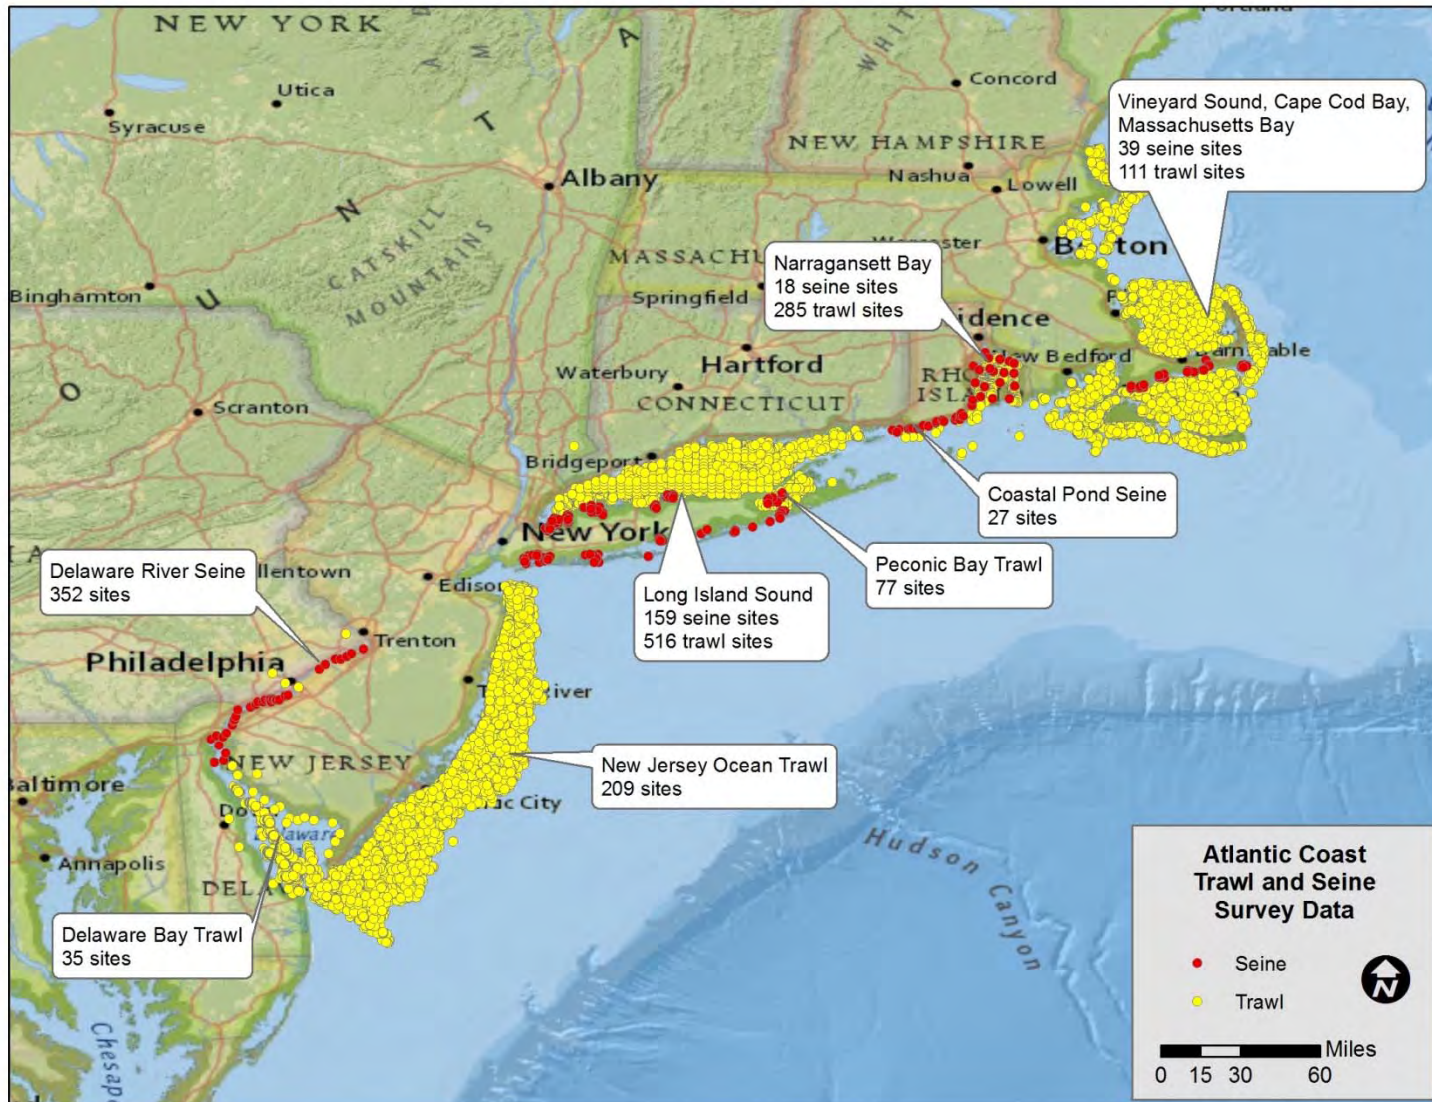 NEW YORK
Portland
Utica
Syracuse
Concord
NEW HAMPSHIRE
Nashua
Lowell
Albany
Vineyard Sound, Cape Cod Bay,
Massachusetts Bay
39 seine sites
111 trawl sites
CATSKILL
MOUNTAINS
Binghamton
Springfield
Narragansett Bay
18 seine sites
285 trawl sites
Hartford
New Bedford
Waterbury
CONNECTICUT
Scranton
Bridgeport
New York
Coastal Pond Seine
27 sites
Peconic Bay Trawl
77 sites
Long Island Sound
159 seine sites
516 trawl sites
Delaware River Seine
352 sites
Trenton
Philadelphia
NEW JERSEY
New Jersey Ocean Trawl
209 sites
Annapolis
Delaware Bay Trawl
35 sites
Hudson Canyon
Atlantic Coast
Trawl and Seine
Survey Data
Seine
Trawl
N
Miles
0 15 30 60